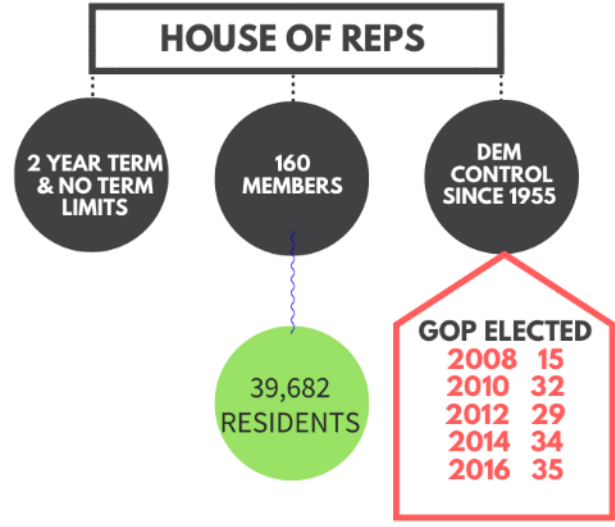 HOUSE OF REPS
2 YEAR TERM
& NO TERM
LIMITS
160
MEMBERS
DEM
CONTROL
SINCE 1955
39,682
RESIDENTS
GOP ELECTED
2008 15
2010 32
2012 29
2014 34
2016 35